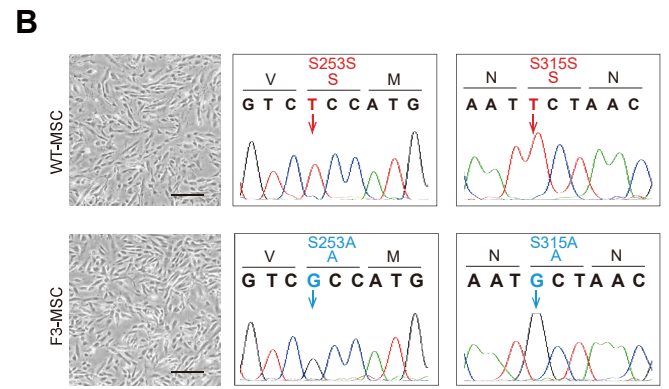 B
WT-MSC
S253S
V S M
G T C T C C A T G
S315S
N S N
A A T T C T A A C
F3-MSC
S253A
V A M
G T C G C C A T G
S315A
N A N
A A T G C T A A C